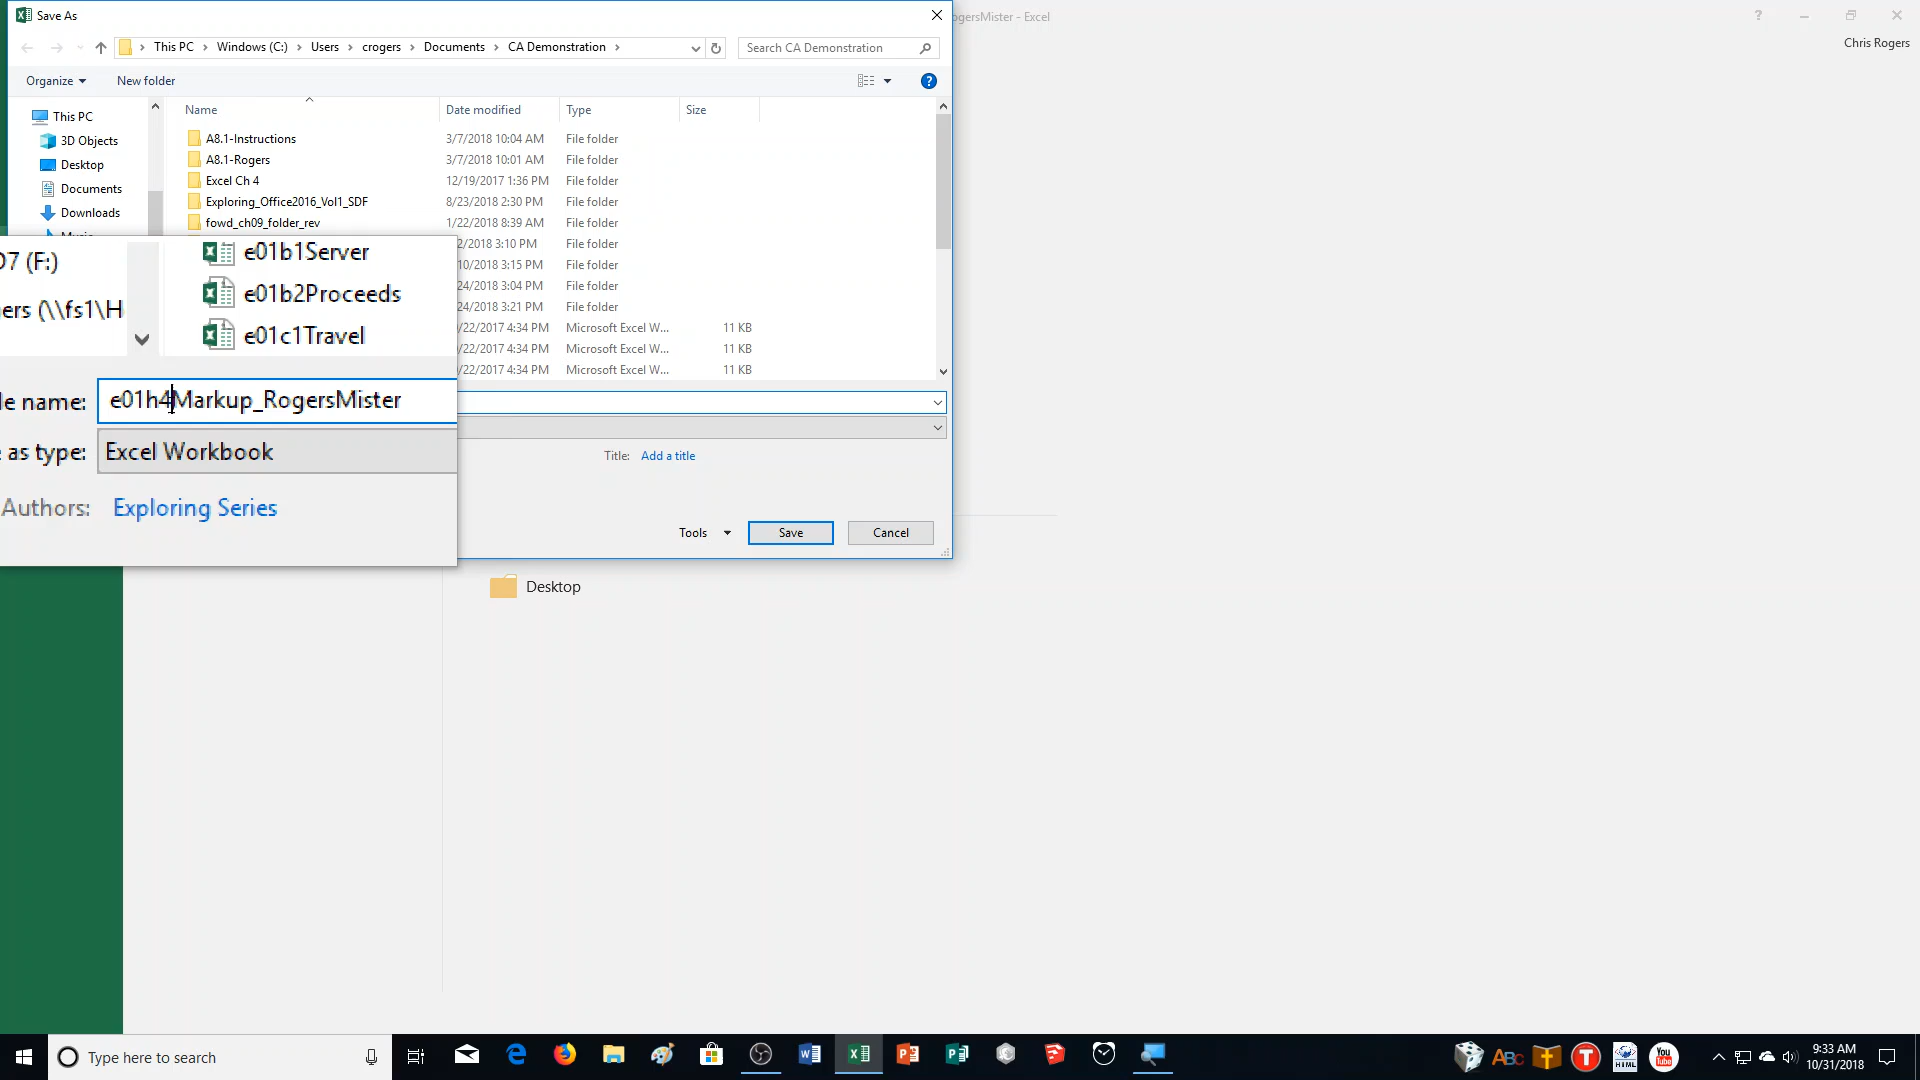 Save As
ogersMister - Excel
?
Chris Rogers
This PC > Windows (C:) > Users > crogers > Documents > CA Demonstration >
Search CA Demonstration
Organize
New folder
?
Name Date modified Type Size
This PC
3D Objects
Desktop
Documents
Downloads
A8.1-Instructions 3/7/2018 10:04 AM File folder
A8.1-Rogers 3/7/2018 10:01 AM File folder
Excel Ch 4 12/19/2017 1:36 PM File folder
Exploring_Office2016_Vol1_SDF 8/23/2018 2:30 PM File folder
fowd_ch09_folder_rev 1/22/2018 8:39 AM File folder
2/2018 3:10 PM File folder
10/2018 3:15 PM File folder
24/2018 3:04 PM File folder
24/2018 3:21 PM File folder
/22/2017 4:34 PM Microsoft Excel W... 11 KB
/22/2017 4:34 PM Microsoft Excel W... 11 KB
/22/2017 4:34 PM Microsoft Excel W... 11 KB
D7 (F:)
ers (\\fs1\H
e01b1Server
e01b2Proceeds
e01c1Travel
le name: e01h4Markup_RogersMister
e as type: Excel Workbook
Authors: Exploring Series
Title: Add a title
Tools
Save
Cancel
Desktop
Type here to search
ABC
T
HTML
You
Tube
9:33 AM
10/31/2018